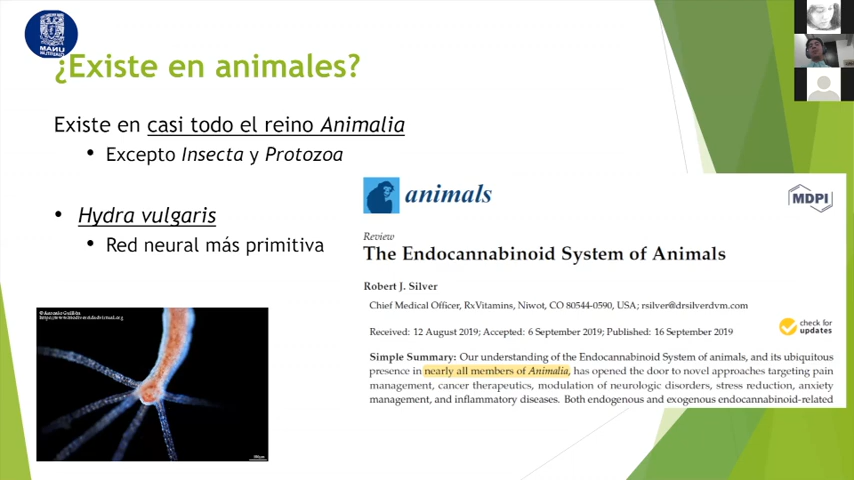 ¿Existe en animales?
Existe en casi todo el reino Animalia
• Excepto Insecta y Protozoa
• Hydra vulgaris
• Red neural más primitiva
animals
MDPI
Review
The Endocannabinoid System of Animals
Robert J. Silver
Chief Medical Officer, RxVitamins, Niwot, CO 80544-0590, USA; rsilver@drsilverdvm.com
Received: 12 August 2019; Accepted: 6 September 2019; Published: 16 September 2019
check for
updates
Simple Summary: Our understanding of the Endocannabinoid System of animals, and its ubiquitous
presence in nearly all members of Animalia, has opened the door to novel approaches targeting pain
management, cancer therapeutics, modulation of neurologic disorders, stress reduction, anxiety
management, and inflammatory diseases. Both endogenous and exogenous endocannabinoid-related